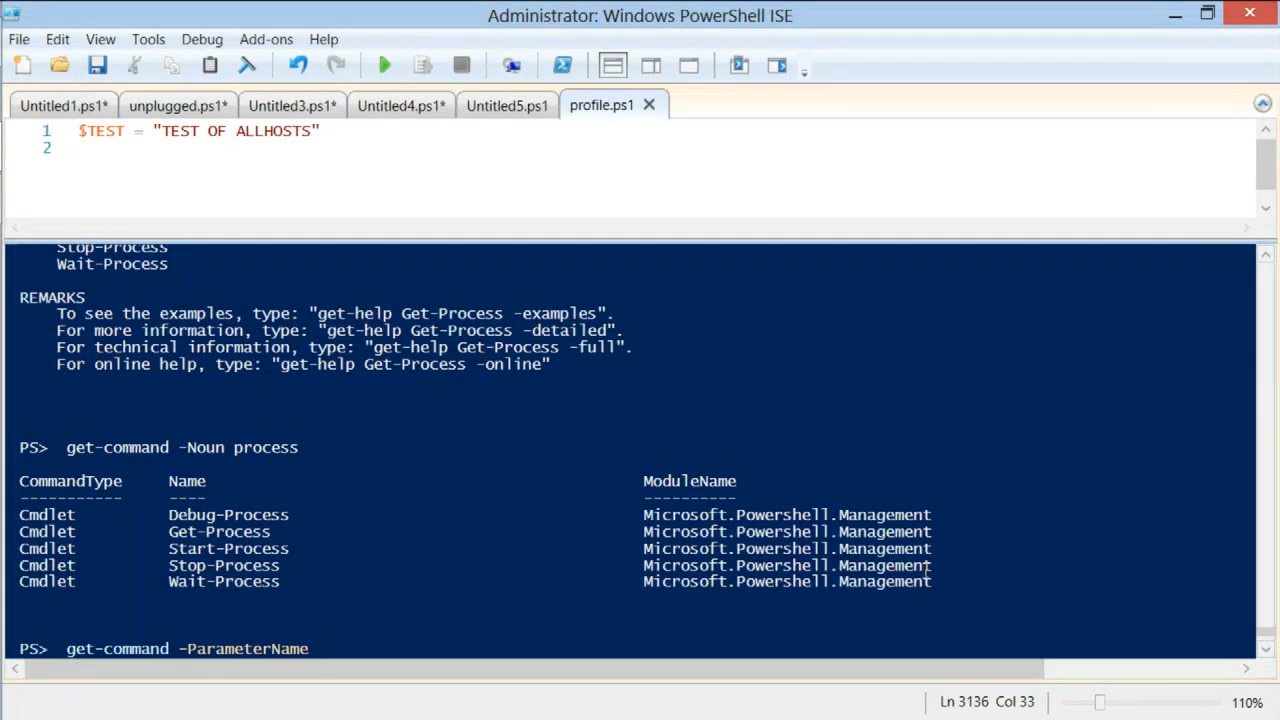 Administrator: Windows PowerShell ISE
File Edit View Tools Debug Add-ons Help
Untitled1.ps1* unplugged.ps1* Untitled3.ps1* Untitled4.ps1* Untitled5.ps1 profile.ps1
1 $TEST = "TEST OF ALLHOSTS"
2
Stop-Process
Wait-Process
REMARKS
To see the examples, type: "get-help Get-Process -examples".
For more information, type: "get-help Get-Process -detailed".
For technical information, type: "get-help Get-Process -full".
For online help, type: "get-help Get-Process -online"
PS> get-command -Noun process
CommandType Name ModuleName
----------- ---- ----------
Cmdlet Debug-Process Microsoft.Powershell.Management
Cmdlet Get-Process Microsoft.Powershell.Management
Cmdlet Start-Process Microsoft.Powershell.Management
Cmdlet Stop-Process Microsoft.Powershell.Management
Cmdlet Wait-Process Microsoft.Powershell.Management
PS> get-command -ParameterName
Ln 3136 Col 33 110%